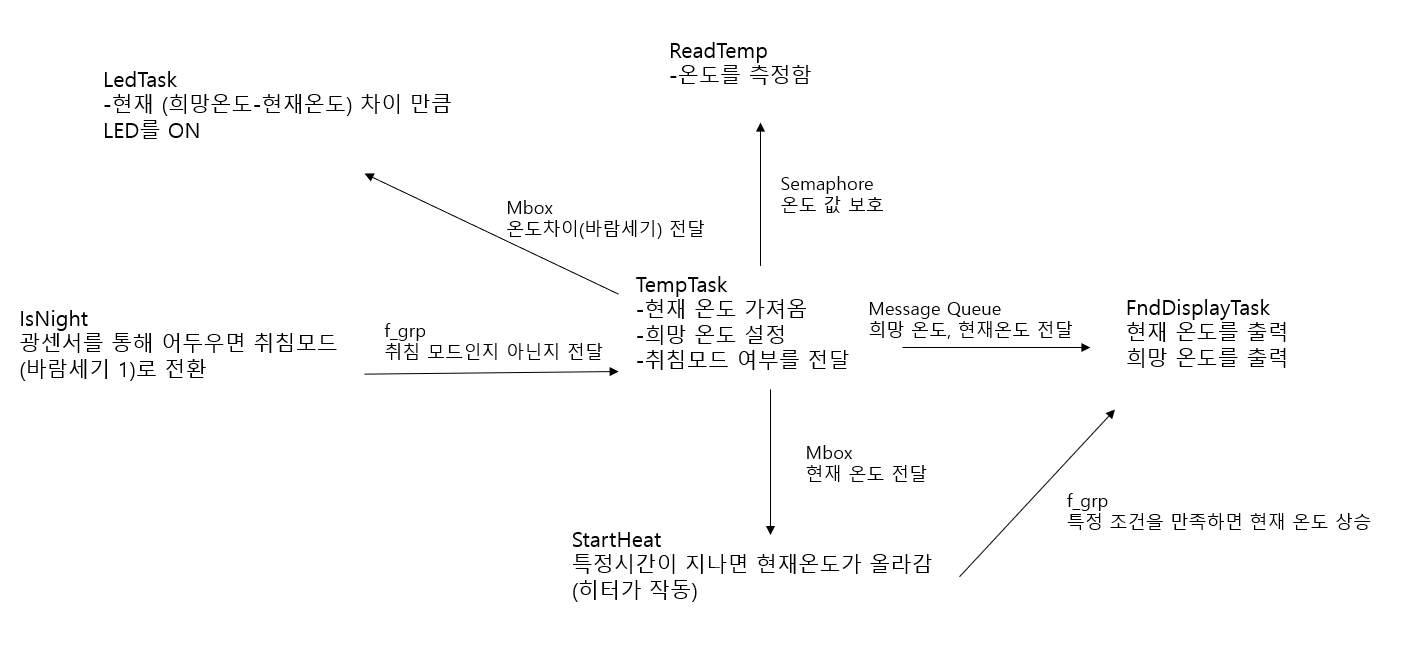 ReadTemp
-온도를 측정함
LedTask
-현재 (희망온도-현재온도) 차이 만큼
LED를 ON
Semaphore
온도 값 보호
Mbox
온도차이(바람세기) 전달
TempTask
-현재 온도 가져옴
-희망 온도 설정
-취침모드 여부를 전달
IsNight
광센서를 통해 어두우면 취침모드
(바람세기 1)로 전환
f_grp
취침 모드인지 아닌지 전달
Message Queue
희망 온도, 현재온도 전달
FndDisplayTask
현재 온도를 출력
희망 온도를 출력
Mbox
현재 온도 전달
f_grp
특정 조건을 만족하면 현재 온도 상승
StartHeat
특정시간이 지나면 현재온도가 올라감
(히터가 작동)